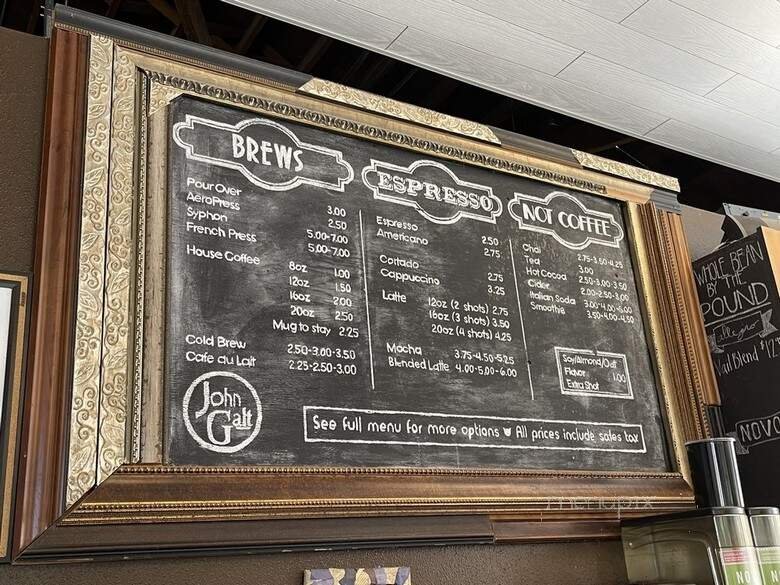 BREWS
Pour Over 3.00
AeroPress 2.50
Syphon 5.00-7.00
French Press 5.00-7.00
House Coffee
8oz 1.00
12oz 1.50
16oz 2.00
20oz 2.50
Mug to stay 2.25
Cold Brew 2.50-3.00-3.50
Cafe du Lait 2.25-2.50-3.00
John Galt
ESPRESSO
Espresso 2.50
Americano 2.75
Cortado 2.75
Cappuccino 3.25
Latte 12oz (2 shots) 2.75
16oz (3 shots) 3.50
20oz (4 shots) 4.25
Mocha 3.75-4.50-5.25
Blended Latte 4.00-5.00-6.00
NOT COFFEE
Chai 2.75-3.50-4.25
Tea 3.00
Hot Cocoa 2.50-3.00-3.50
Cider 2.00-2.50-3.00
Italian Soda 3.00-4.00-5.00
Smoothie 3.50-4.00-4.50
Soy/Almond/Oat
Flavor 1.00
Extra Shot
See full menu for more options All prices include sales tax
WHOLE BEAN
BY THE
POUND
allegro
Nail Blend $12
NOVO
menupix